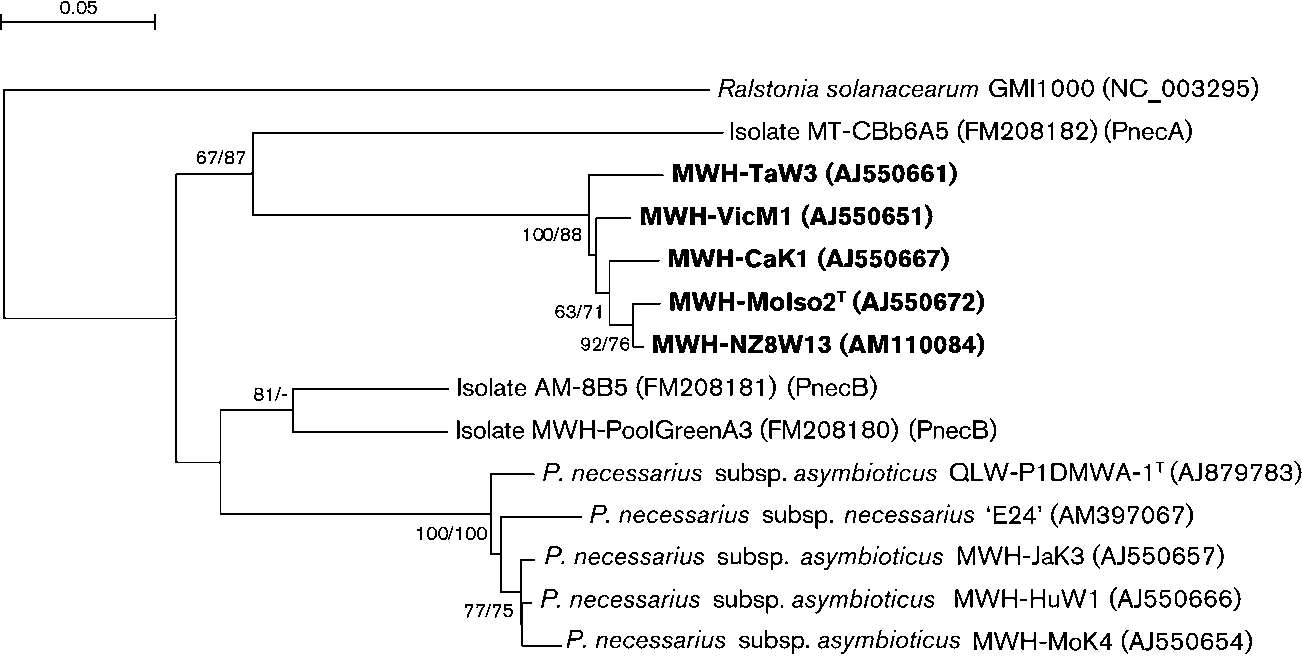 0.05
Ralstonia solanacearum GMI1000 (NC_003295)
Isolate MT-CBb6A5 (FM208182) (PnecA)
67/87
MWH-TaW3 (AJ550661)
MWH-VicM1 (AJ550651)
100/88
MWH-CaK1 (AJ550667)
MWH-MoIso2ᵀ (AJ550672)
63/71
MWH-NZ8W13 (AM110084)
92/76
Isolate AM-8B5 (FM208181) (PnecB)
81/-
Isolate MWH-PoolGreenA3 (FM208180) (PnecB)
P. necessarius subsp. asymbioticus QLW-P1DMWA-1ᵀ (AJ879783)
P. necessarius subsp. necessarius ‘E24’ (AM397067)
100/100
P. necessarius subsp. asymbioticus MWH-JaK3 (AJ550657)
P. necessarius subsp. asymbioticus MWH-HuW1 (AJ550666)
77/75
P. necessarius subsp. asymbioticus MWH-MoK4 (AJ550654)